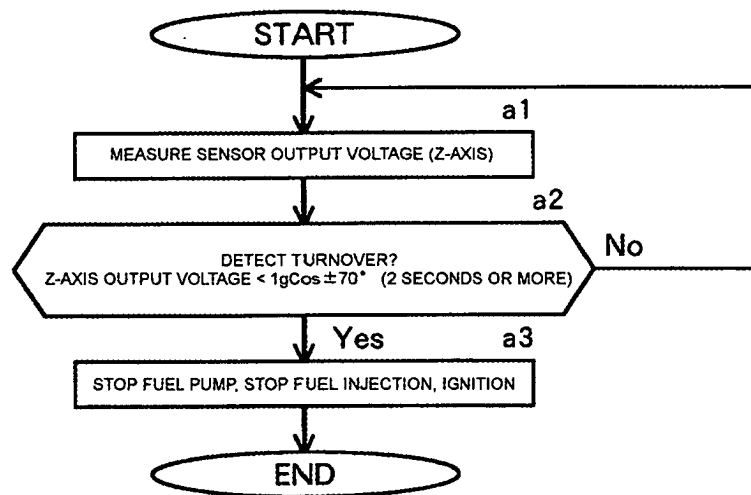 START
a1
MEASURE SENSOR OUTPUT VOLTAGE (Z-AXIS)
a2
DETECT TURNOVER?
Z-AXIS OUTPUT VOLTAGE < 1gCos±70° (2 SECONDS OR MORE)
No
Yes
a3
STOP FUEL PUMP, STOP FUEL INJECTION, IGNITION
END